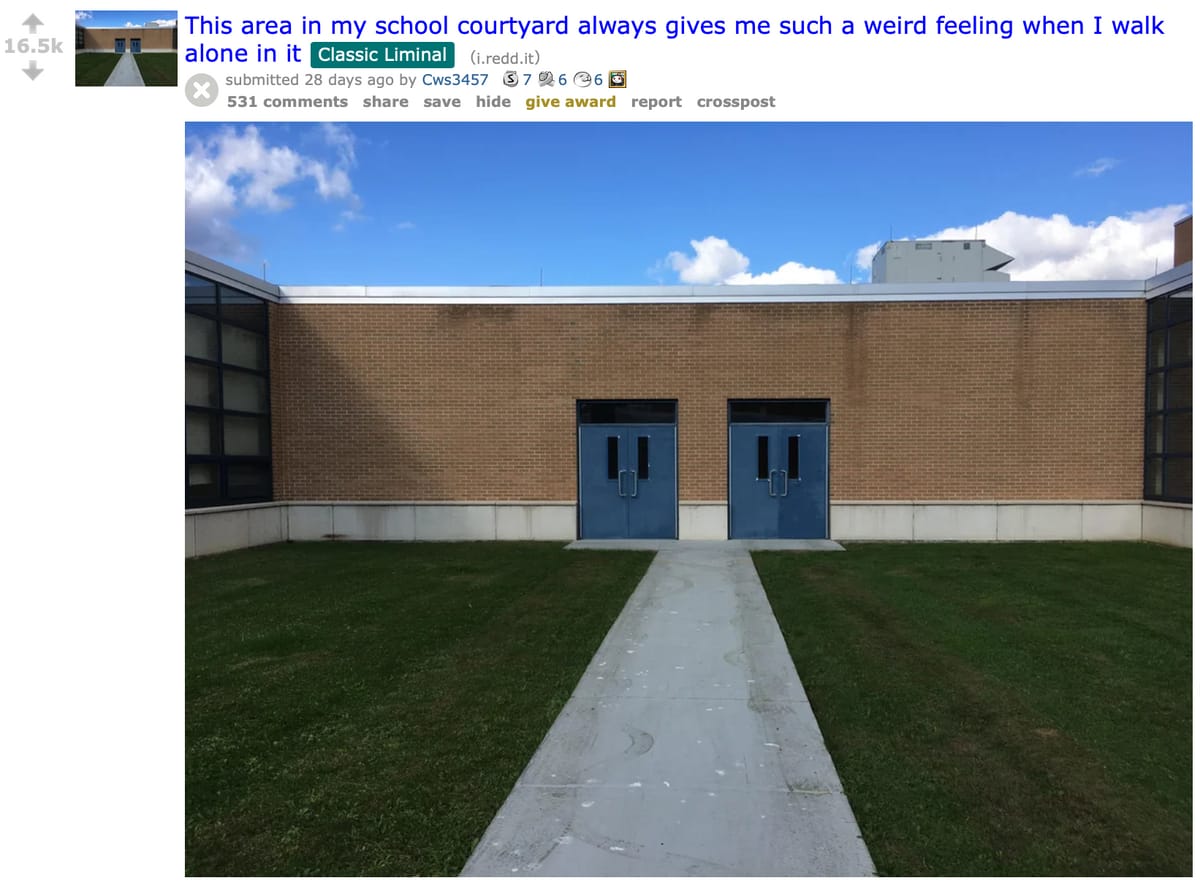 This area in my school courtyard always gives me such a weird feeling when I walk
alone in it Classic Liminal (i.redd.it)
16.5k
submitted 28 days ago by Cws3457 7 6 6
531 comments share save hide give award report crosspost